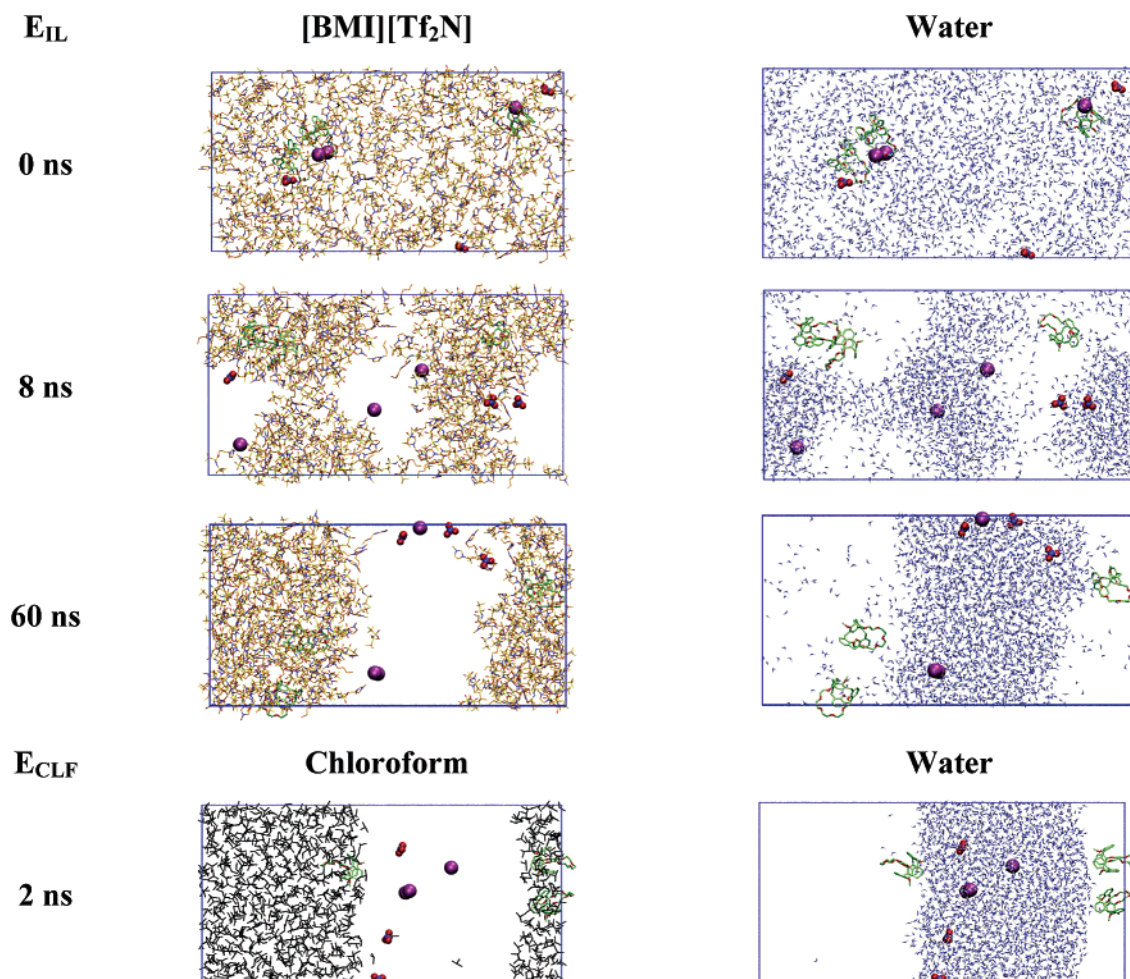 E_IL [BMI][Tf₂N] Water
0 ns
8 ns
60 ns
E_CLF Chloroform Water
2 ns